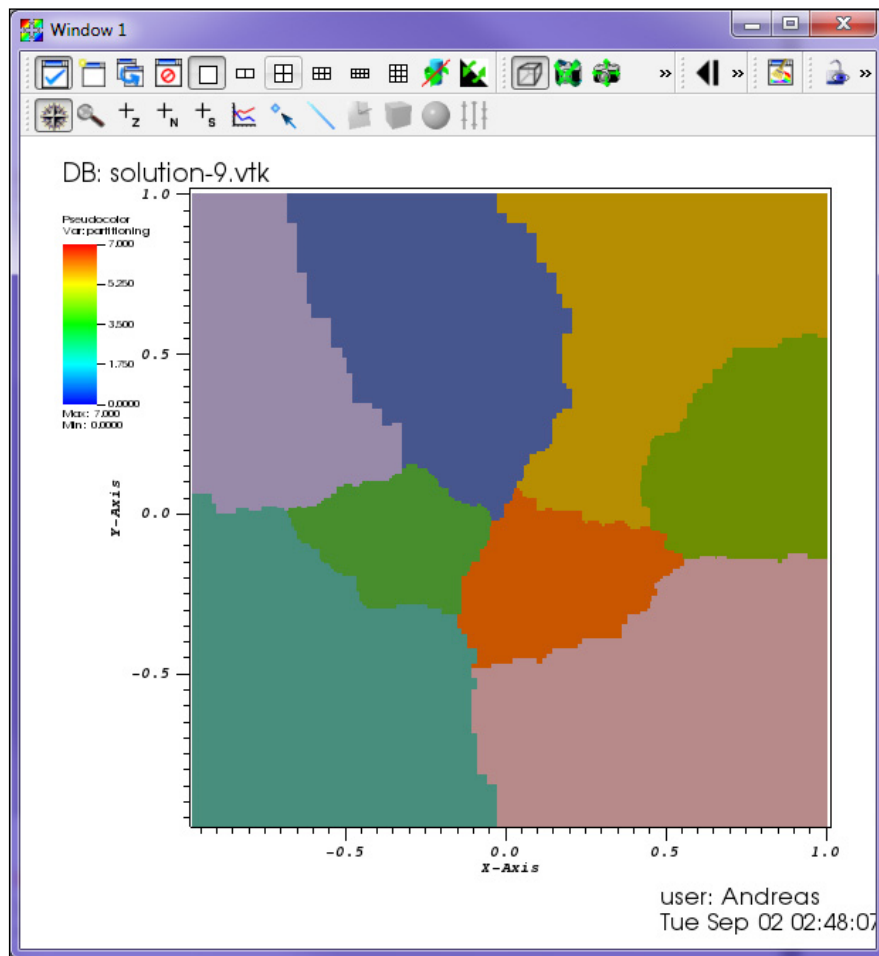 Window 1
»
»
»
Z
N
S
DB: solution-9.vtk
Pseudocolor
Var: partitioning
7.000
5.250
3.500
1.750
0.0000
Max: 7.000
Min: 0.0000
1.0
0.5
0.0
-0.5
Y-Axis
-0.5
0.0
0.5
1.0
X-Axis
user: Andreas
Tue Sep 02 02:48:07